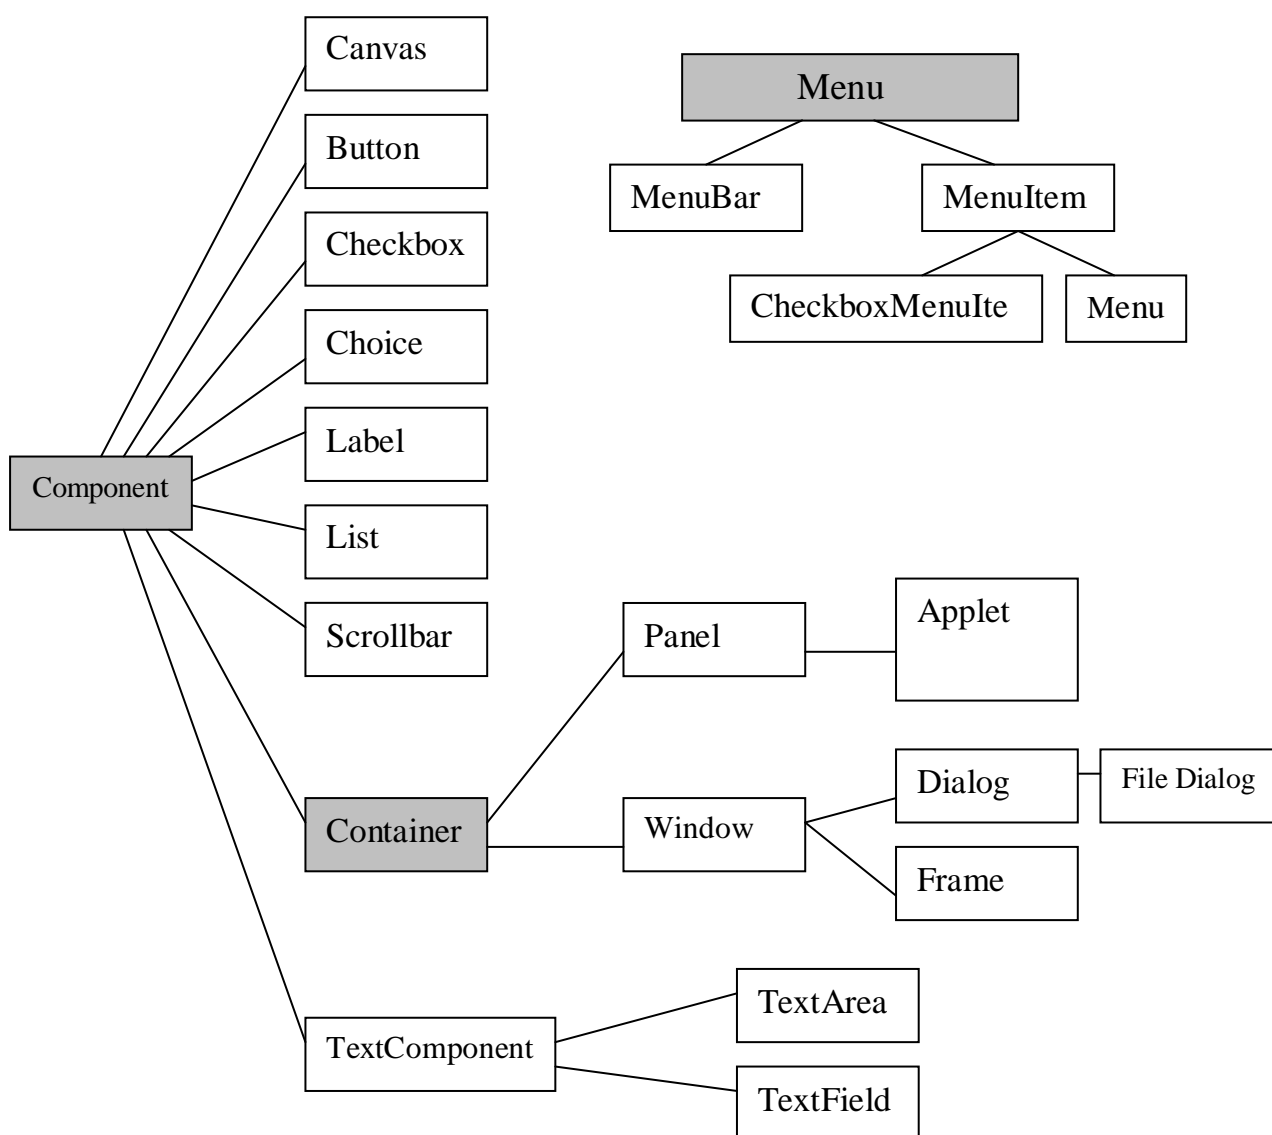 Canvas
Menu
Button
MenuBar
MenuItem
Checkbox
CheckboxMenuIte
Menu
Choice
Label
Component
List
Applet
Scrollbar
Panel
Dialog
File Dialog
Container
Window
Frame
TextArea
TextComponent
TextField